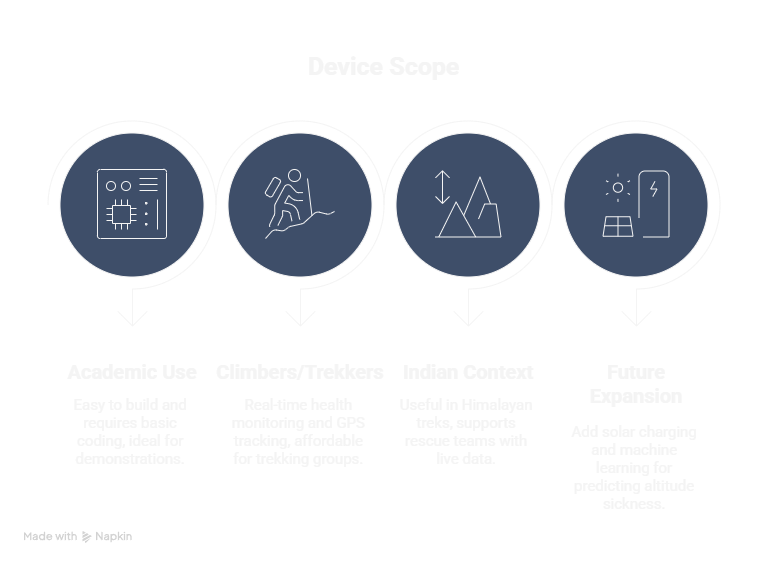 Device Scope
Academic Use
Easy to build and
requires basic
coding, ideal for
demonstrations.
Climbers/Trekkers
Real-time health
monitoring and GPS
tracking, affordable
for trekking groups.
Indian Context
Useful in Himalayan
treks, supports
rescue teams with
live data.
Future
Expansion
Add solar charging
and machine
learning for
predicting altitude
sickness.
Made with Napkin